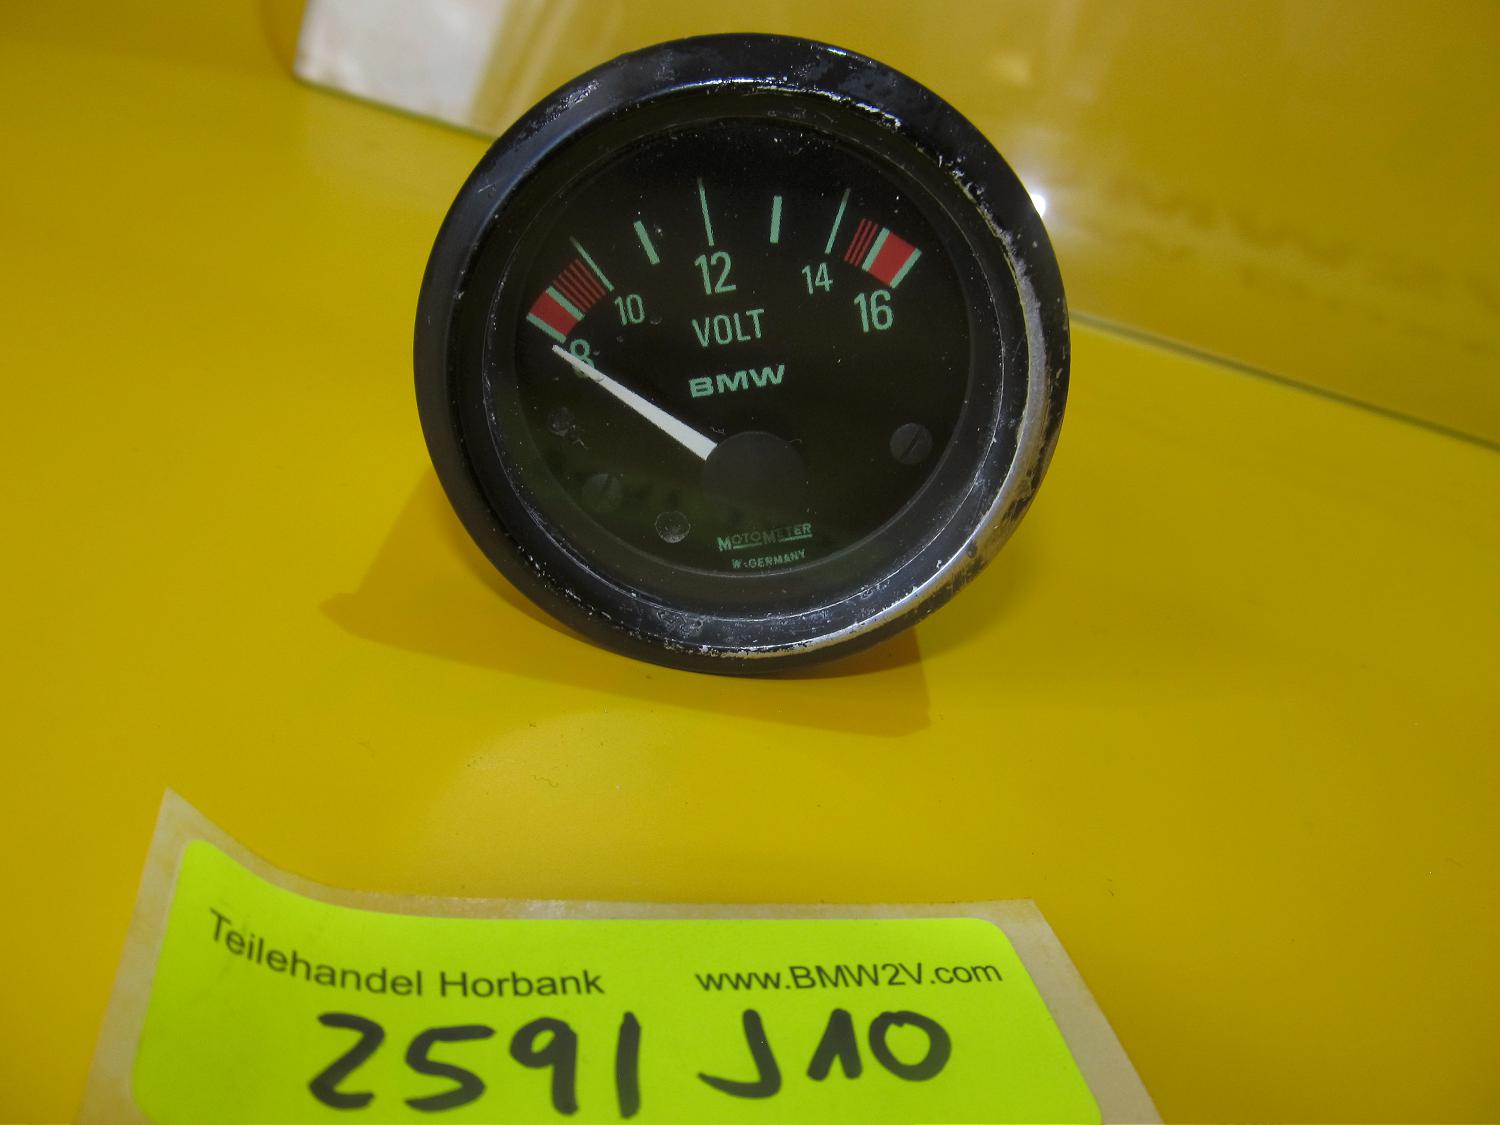 12
10
14
8
16
VOLT
BMW
MOTOMETER
W.-GERMANY
Teilehandel Horbank www.BMW2V.com
2591 J10